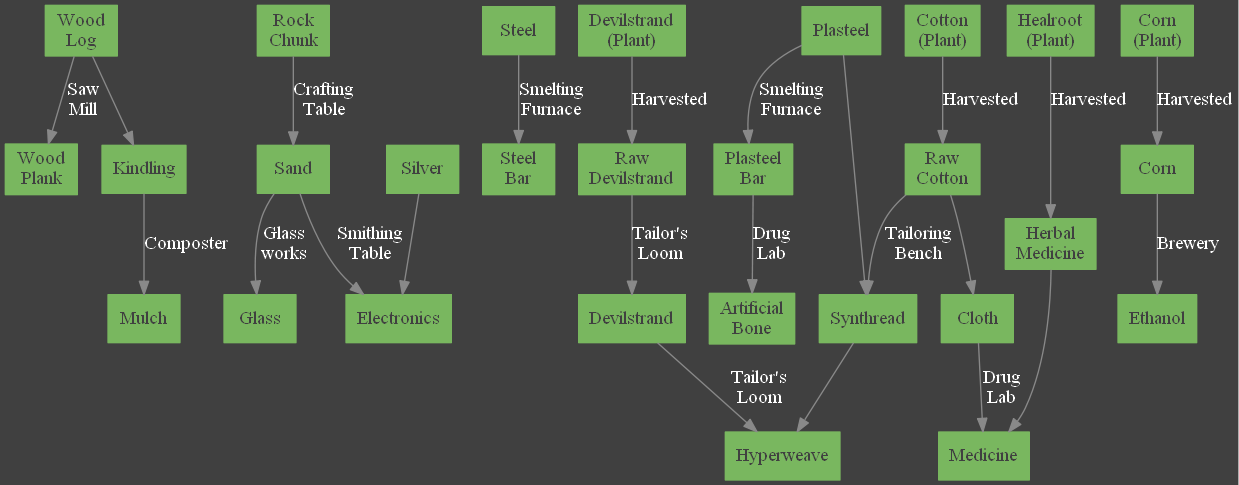 Wood
Log
Rock
Chunk
Steel
Devilstrand
(Plant)
Plasteel
Cotton
(Plant)
Healroot
(Plant)
Corn
(Plant)
Saw
Mill
Crafting
Table
Smelting
Furnace
Harvested
Smelting
Furnace
Harvested
Harvested
Harvested
Wood
Plank
Kindling
Sand
Silver
Steel
Bar
Raw
Devilstrand
Plasteel
Bar
Raw
Cotton
Corn
Composter
Glass
works
Smithing
Table
Tailor's
Loom
Drug
Lab
Tailoring
Bench
Herbal
Medicine
Brewery
Mulch
Glass
Electronics
Devilstrand
Artificial
Bone
Synthread
Cloth
Ethanol
Tailor's
Loom
Drug
Lab
Hyperweave
Medicine